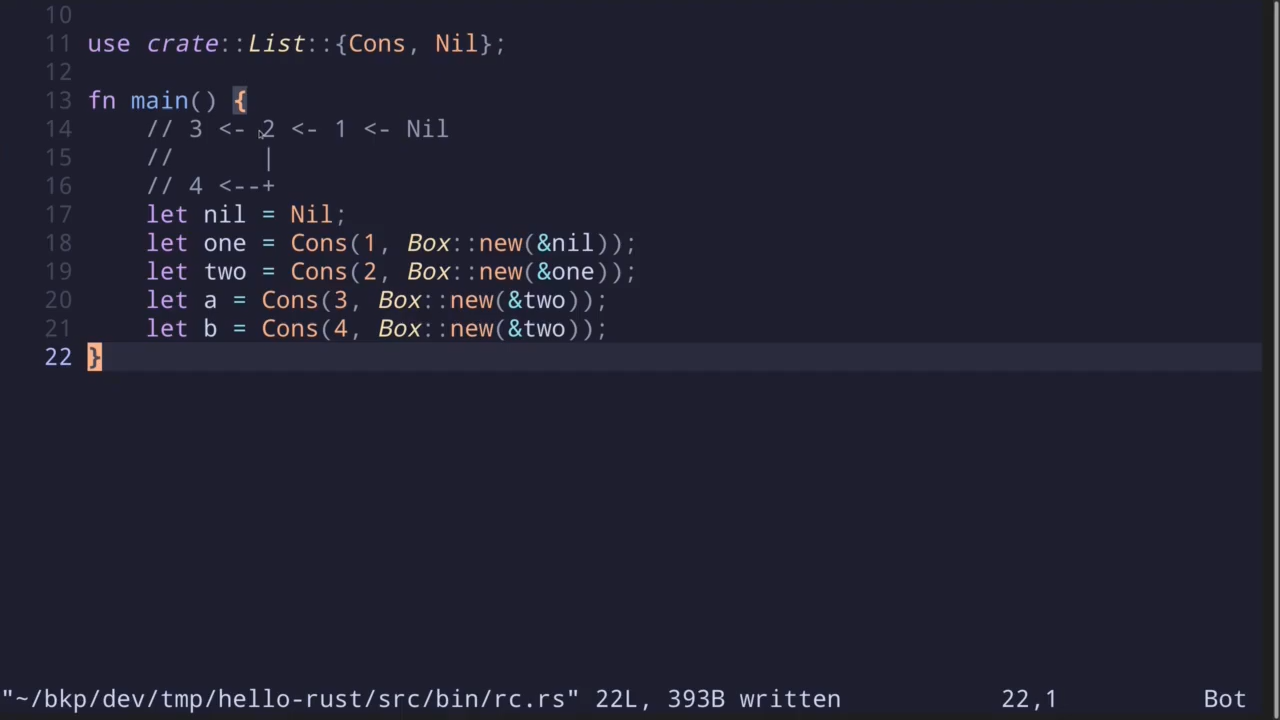 10
11 use crate::List::{Cons, Nil};
12
13 fn main() {
14     // 3 <- 2 <- 1 <- Nil
15     //      |
16     // 4 <--+
17     let nil = Nil;
18     let one = Cons(1, Box::new(&nil));
19     let two = Cons(2, Box::new(&one));
20     let a = Cons(3, Box::new(&two));
21     let b = Cons(4, Box::new(&two));
22 }
"~/bkp/dev/tmp/hello-rust/src/bin/rc.rs" 22L, 393B written 22,1 Bot